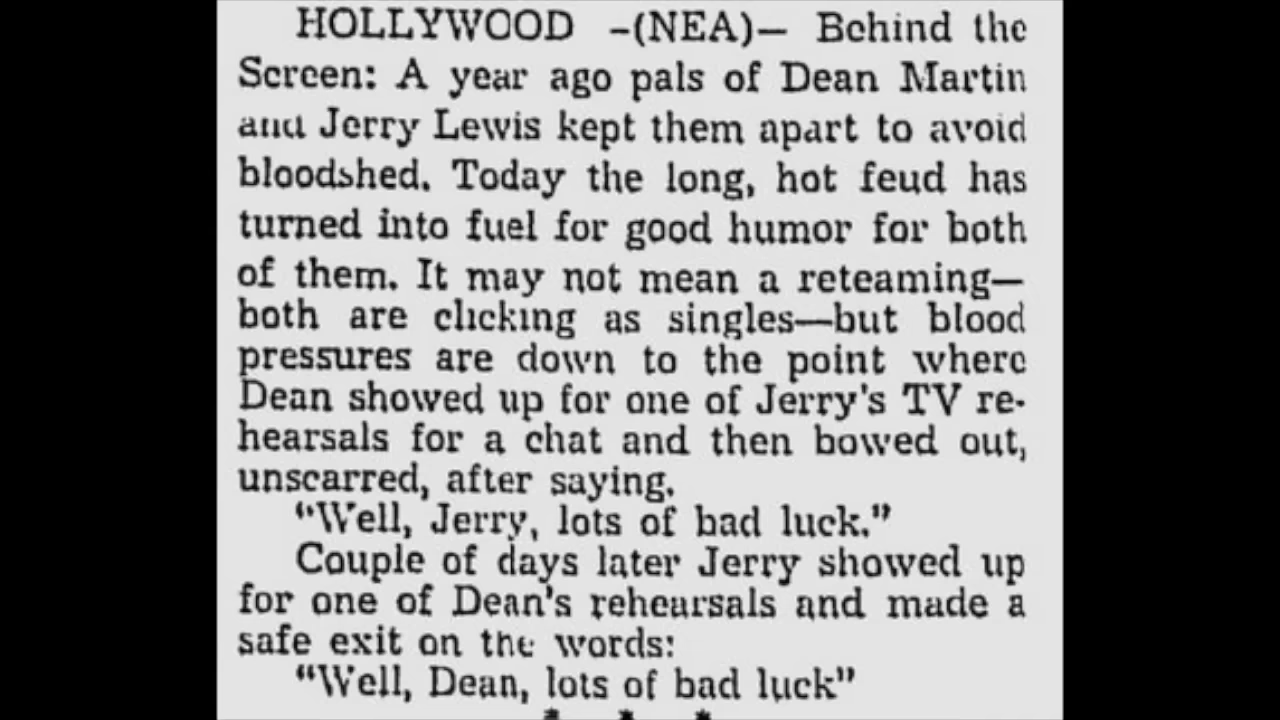 HOLLYWOOD -(NEA)— Behind the
Screen: A year ago pals of Dean Martin
and Jerry Lewis kept them apart to avoid
bloodshed. Today the long, hot feud has
turned into fuel for good humor for both
of them. It may not mean a reteaming—
both are clicking as singles—but blood
pressures are down to the point where
Dean showed up for one of Jerry's TV re-
hearsals for a chat and then bowed out,
unscarred, after saying.
"Well, Jerry, lots of bad luck."
Couple of days later Jerry showed up
for one of Dean's rehearsals and made a
safe exit on the words:
"Well, Dean, lots of bad luck"
* * *